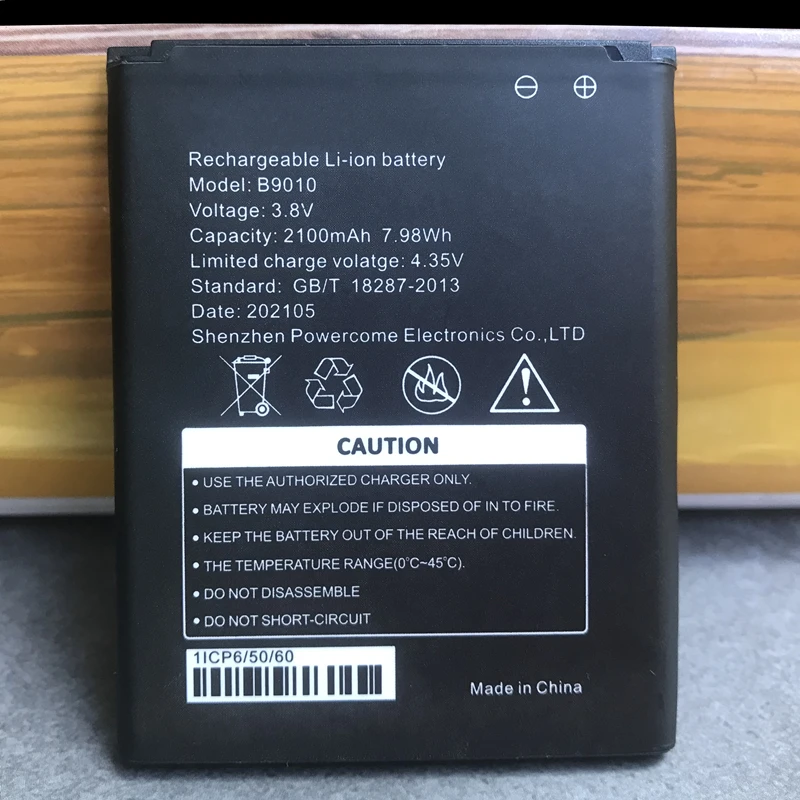 ⊖ ⊕
Rechargeable Li-ion battery
Model: B9010
Voltage: 3.8V
Capacity: 2100mAh 7.98Wh
Limited charge volatge: 4.35V
Standard: GB/T 18287-2013
Date: 202105
Shenzhen Powercome Electronics Co.,LTD
CAUTION
• USE THE AUTHORIZED CHARGER ONLY.
• BATTERY MAY EXPLODE IF DISPOSED OF IN TO FIRE.
• KEEP THE BATTERY OUT OF THE REACH OF CHILDREN.
• THE TEMPERATURE RANGE(0°C~45°C).
• DO NOT DISASSEMBLE
• DO NOT SHORT-CIRCUIT
1ICP6/50/60
Made in China